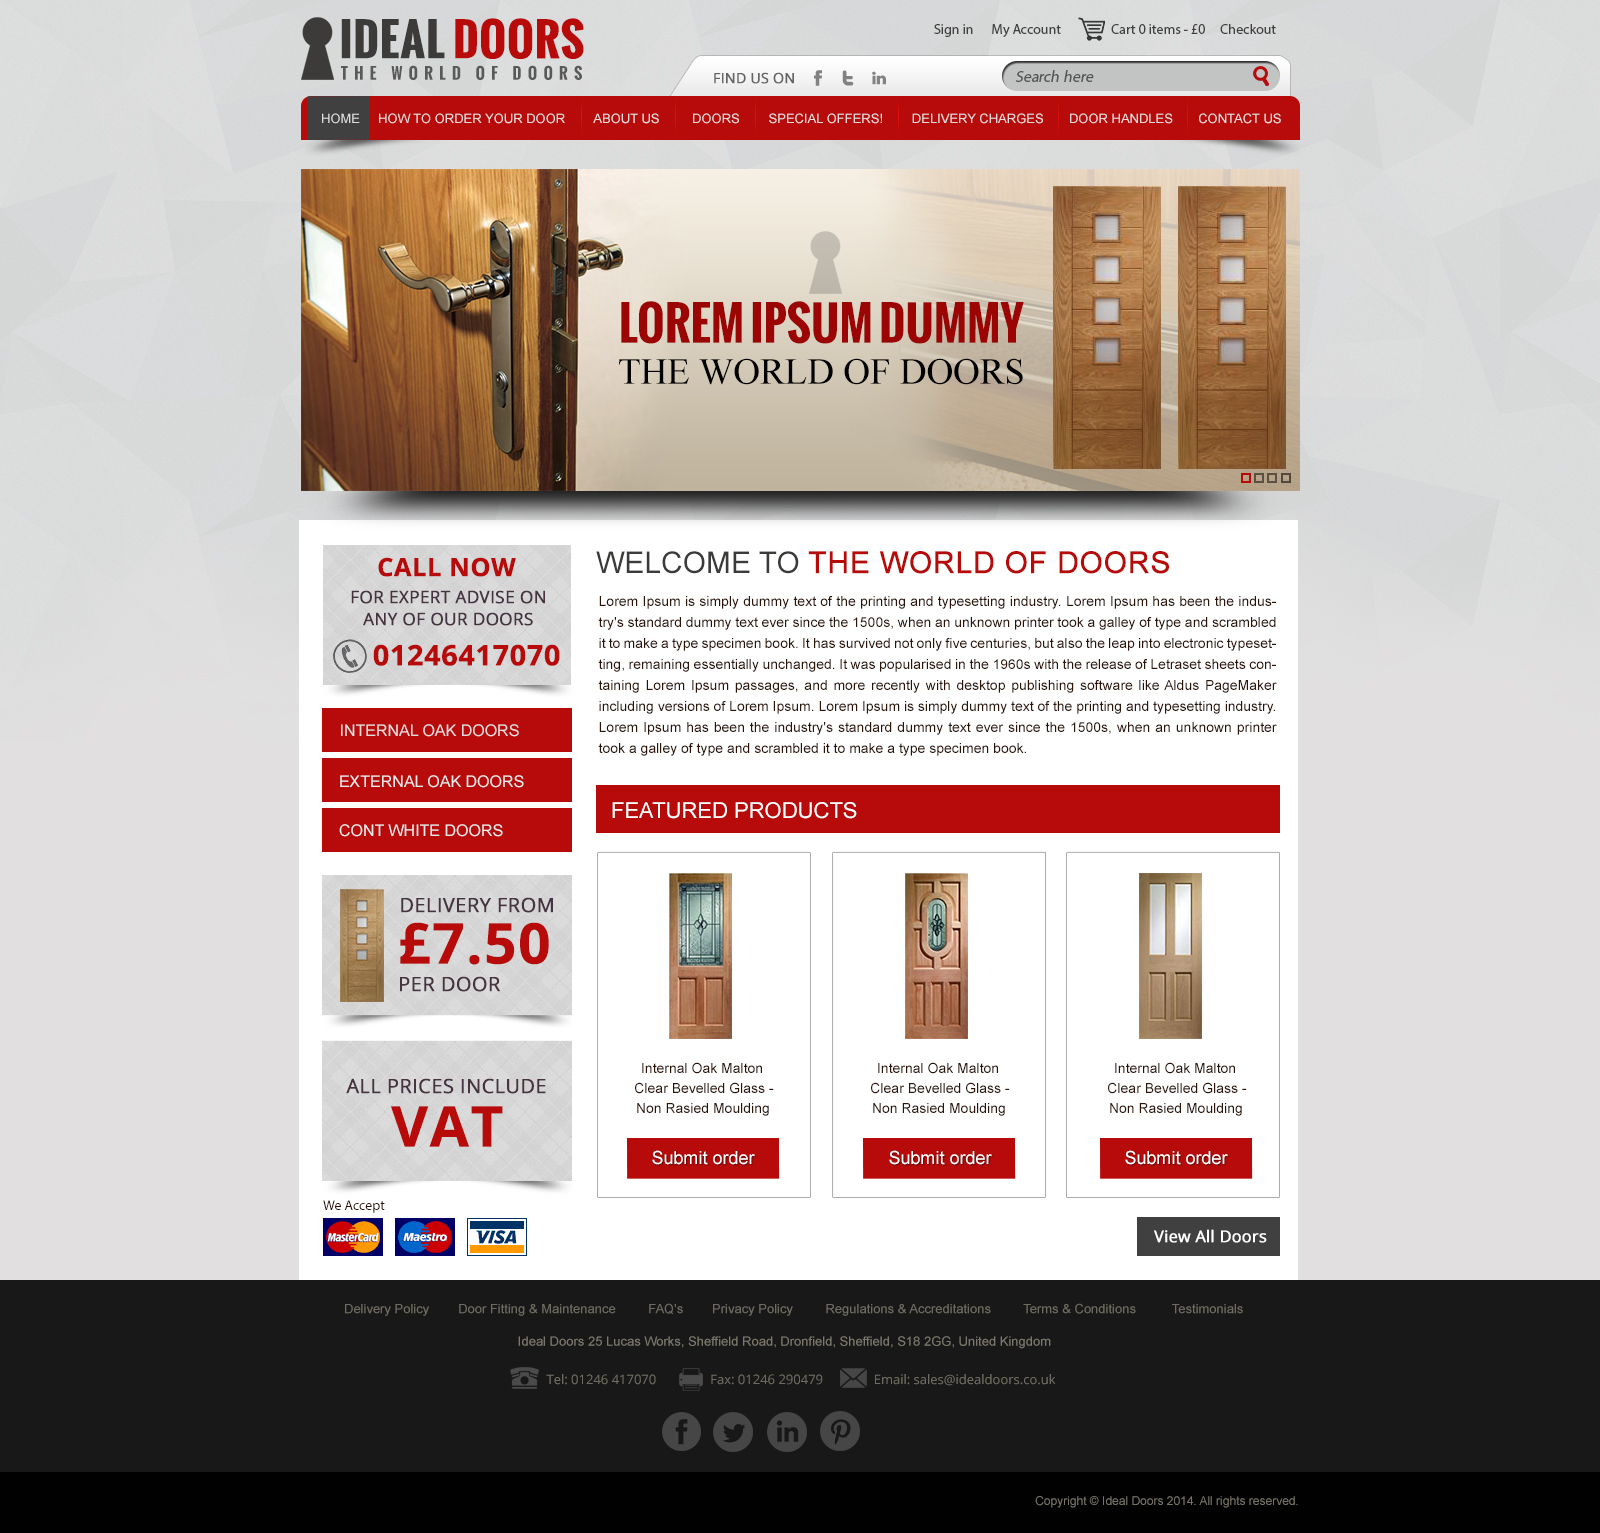 IDEAL DOORS
THE WORLD OF DOORS
Sign in My Account Cart 0 items - £0 Checkout
FIND US ON
Search here
HOME HOW TO ORDER YOUR DOOR ABOUT US DOORS SPECIAL OFFERS! DELIVERY CHARGES DOOR HANDLES CONTACT US
LOREM IPSUM DUMMY
THE WORLD OF DOORS
CALL NOW
FOR EXPERT ADVISE ON
ANY OF OUR DOORS
01246417070
INTERNAL OAK DOORS
EXTERNAL OAK DOORS
CONT WHITE DOORS
DELIVERY FROM
£7.50
PER DOOR
ALL PRICES INCLUDE
VAT
We Accept
MasterCard Maestro VISA
WELCOME TO THE WORLD OF DOORS
Lorem Ipsum is simply dummy text of the printing and typesetting industry. Lorem Ipsum has been the indus-
try's standard dummy text ever since the 1500s, when an unknown printer took a galley of type and scrambled
it to make a type specimen book. It has survived not only five centuries, but also the leap into electronic typeset-
ting, remaining essentially unchanged. It was popularised in the 1960s with the release of Letraset sheets con-
taining Lorem Ipsum passages, and more recently with desktop publishing software like Aldus PageMaker
including versions of Lorem Ipsum. Lorem Ipsum is simply dummy text of the printing and typesetting industry.
Lorem Ipsum has been the industry's standard dummy text ever since the 1500s, when an unknown printer
took a galley of type and scrambled it to make a type specimen book.
FEATURED PRODUCTS
Internal Oak Malton
Clear Bevelled Glass -
Non Rasied Moulding
Submit order
Internal Oak Malton
Clear Bevelled Glass -
Non Rasied Moulding
Submit order
Internal Oak Malton
Clear Bevelled Glass -
Non Rasied Moulding
Submit order
View All Doors
Delivery Policy Door Fitting & Maintenance FAQ's Privacy Policy Regulations & Accreditations Terms & Conditions Testimonials
Ideal Doors 25 Lucas Works, Sheffield Road, Dronfield, Sheffield, S18 2GG, United Kingdom
Tel: 01246 417070 Fax: 01246 290479 Email: sales@idealdoors.co.uk
Copyright © Ideal Doors 2014. All rights reserved.